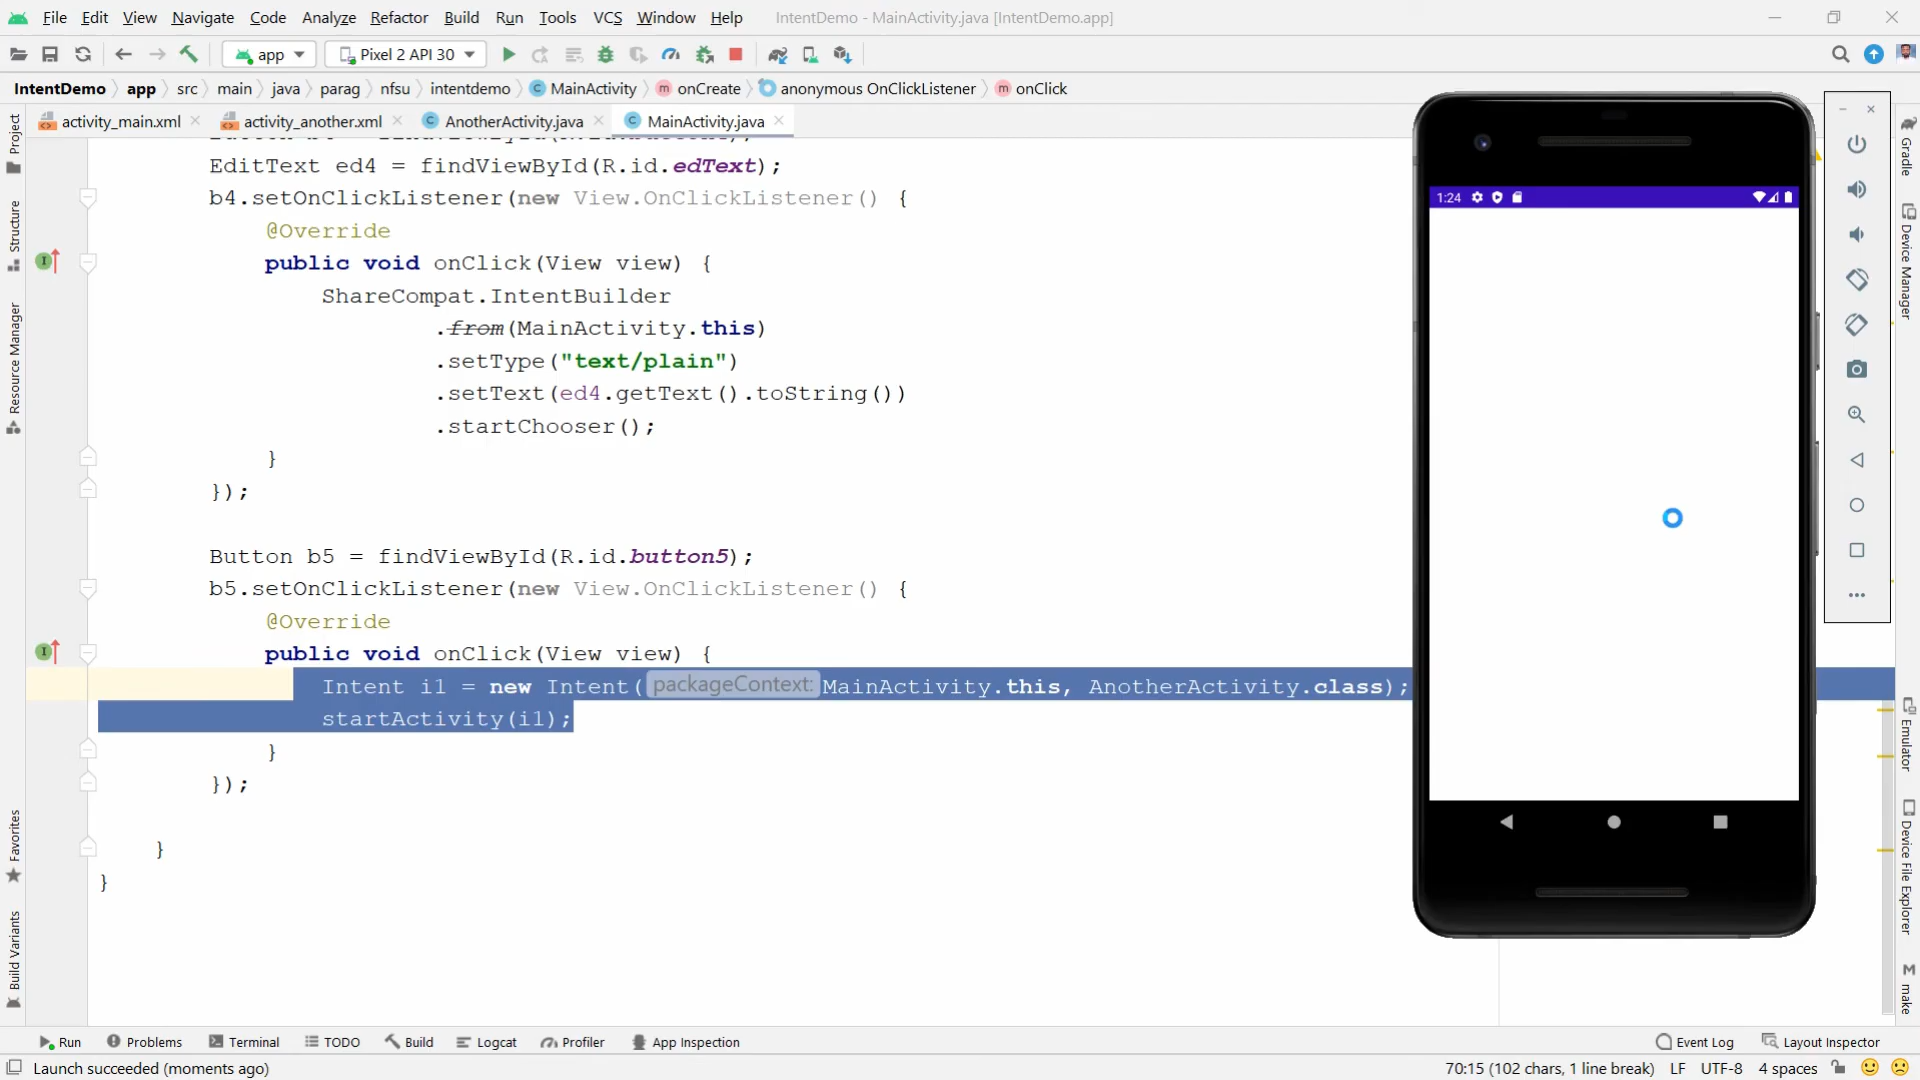 File Edit View Navigate Code Analyze Refactor Build Run Tools VCS Window Help IntentDemo - MainActivity.java [IntentDemo.app]
app Pixel 2 API 30
IntentDemo app src main java parag nfsu intentdemo MainActivity onCreate anonymous OnClickListener onClick
activity_main.xml activity_another.xml AnotherActivity.java MainActivity.java
EditText ed4 = findViewById(R.id.edText);
b4.setOnClickListener(new View.OnClickListener() {
@Override
public void onClick(View view) {
ShareCompat.IntentBuilder
.from(MainActivity.this)
.setType("text/plain")
.setText(ed4.getText().toString())
.startChooser();
}
});
Button b5 = findViewById(R.id.button5);
b5.setOnClickListener(new View.OnClickListener() {
@Override
public void onClick(View view) {
Intent i1 = new Intent( packageContext: MainActivity.this, AnotherActivity.class);
startActivity(i1);
}
});
}
}
1:24
Project
Structure
Resource Manager
Favorites
Build Variants
Gradle
Device Manager
Emulator
Device File Explorer
M make
Run Problems Terminal TODO Build Logcat Profiler App Inspection Event Log Layout Inspector
Launch succeeded (moments ago) 70:15 (102 chars, 1 line break) LF UTF-8 4 spaces